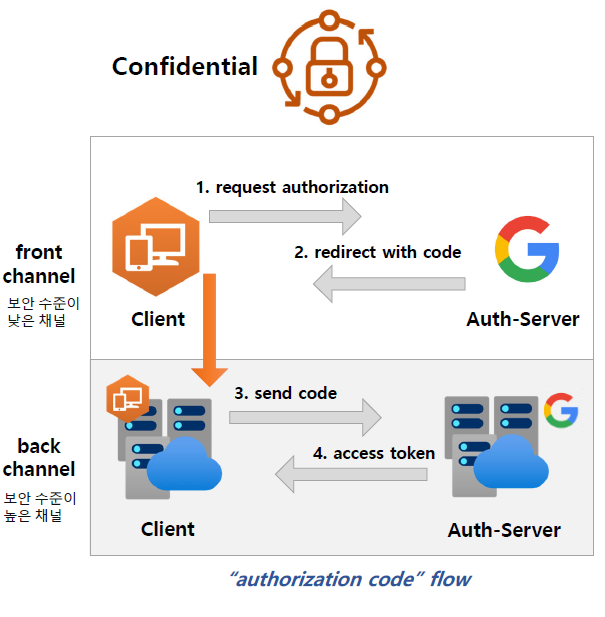 Confidential
1. request authorization
2. redirect with code
front
channel
보안 수준이
낮은 채널
Client
Auth-Server
3. send code
4. access token
back
channel
보안 수준이
높은 채널
Client
Auth-Server
“authorization code” flow